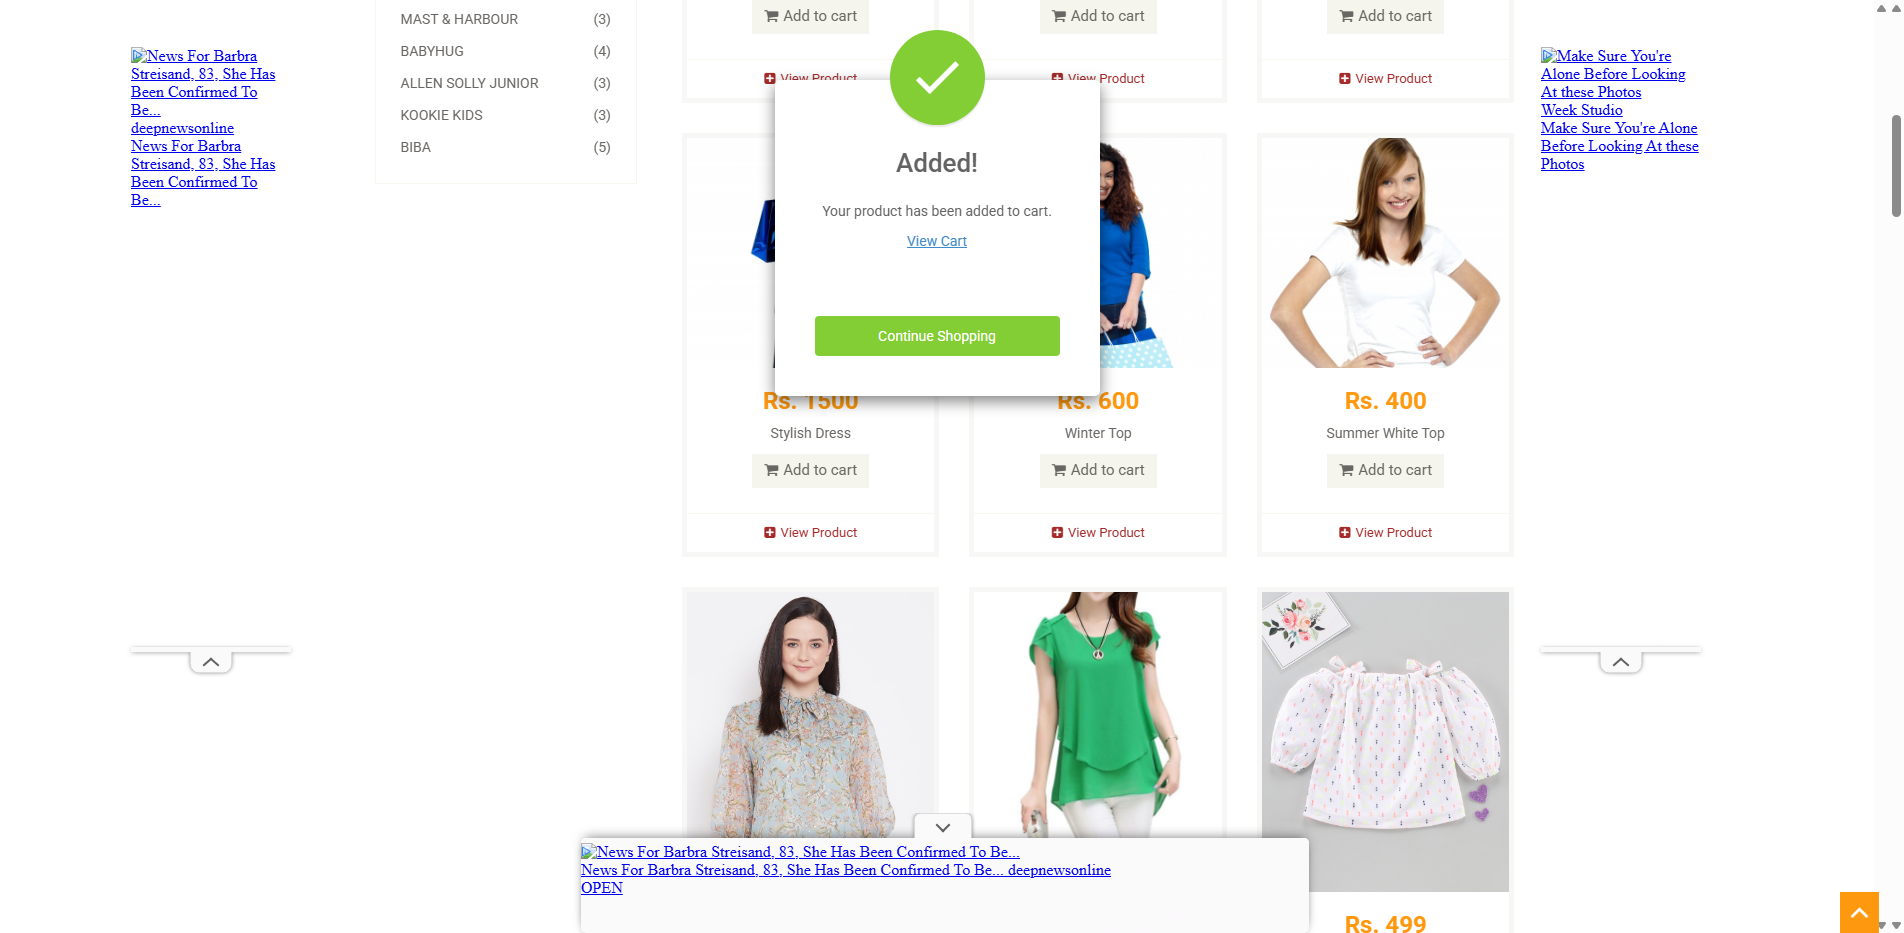 MAST & HARBOUR (3)
BABYHUG (4)
ALLEN SOLLY JUNIOR (3)
KOOKIE KIDS (3)
BIBA (5)
News For Barbra
Streisand, 83, She Has
Been Confirmed To
Be...
deepnewsonline
News For Barbra
Streisand, 83, She Has
Been Confirmed To
Be...
Add to cart
Add to cart
Add to cart
View Product
View Product
View Product
Added!
Your product has been added to cart.
View Cart
Continue Shopping
Rs. 1500
Rs. 600
Rs. 400
Stylish Dress
Winter Top
Summer White Top
Add to cart
Add to cart
Add to cart
View Product
View Product
View Product
Rs. 499
Make Sure You're
Alone Before Looking
At these Photos
Week Studio
Make Sure You're Alone
Before Looking At these
Photos
News For Barbra Streisand, 83, She Has Been Confirmed To Be...
News For Barbra Streisand, 83, She Has Been Confirmed To Be... deepnewsonline
OPEN